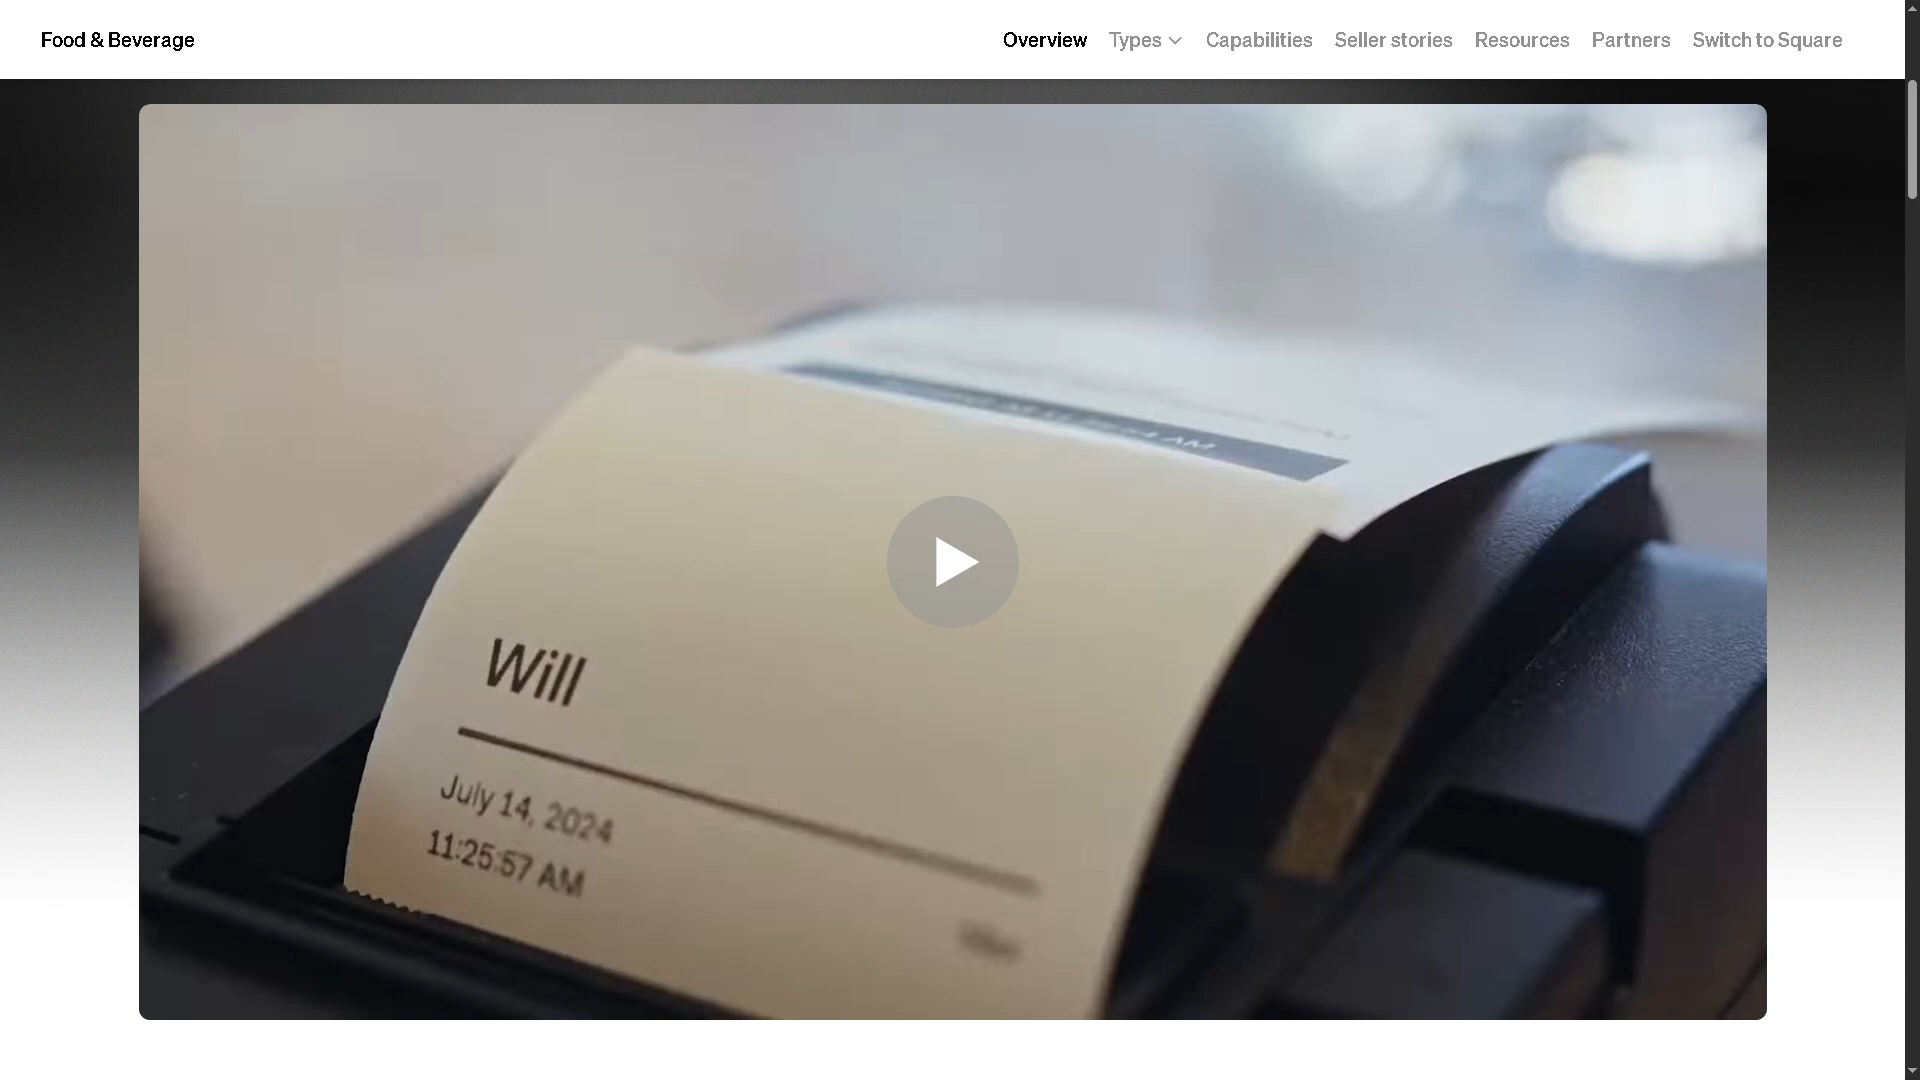 Food & Beverage
Overview
Types
Capabilities
Seller stories
Resources
Partners
Switch to Square
AM
Will
July 14, 2024
11:25:57 AM